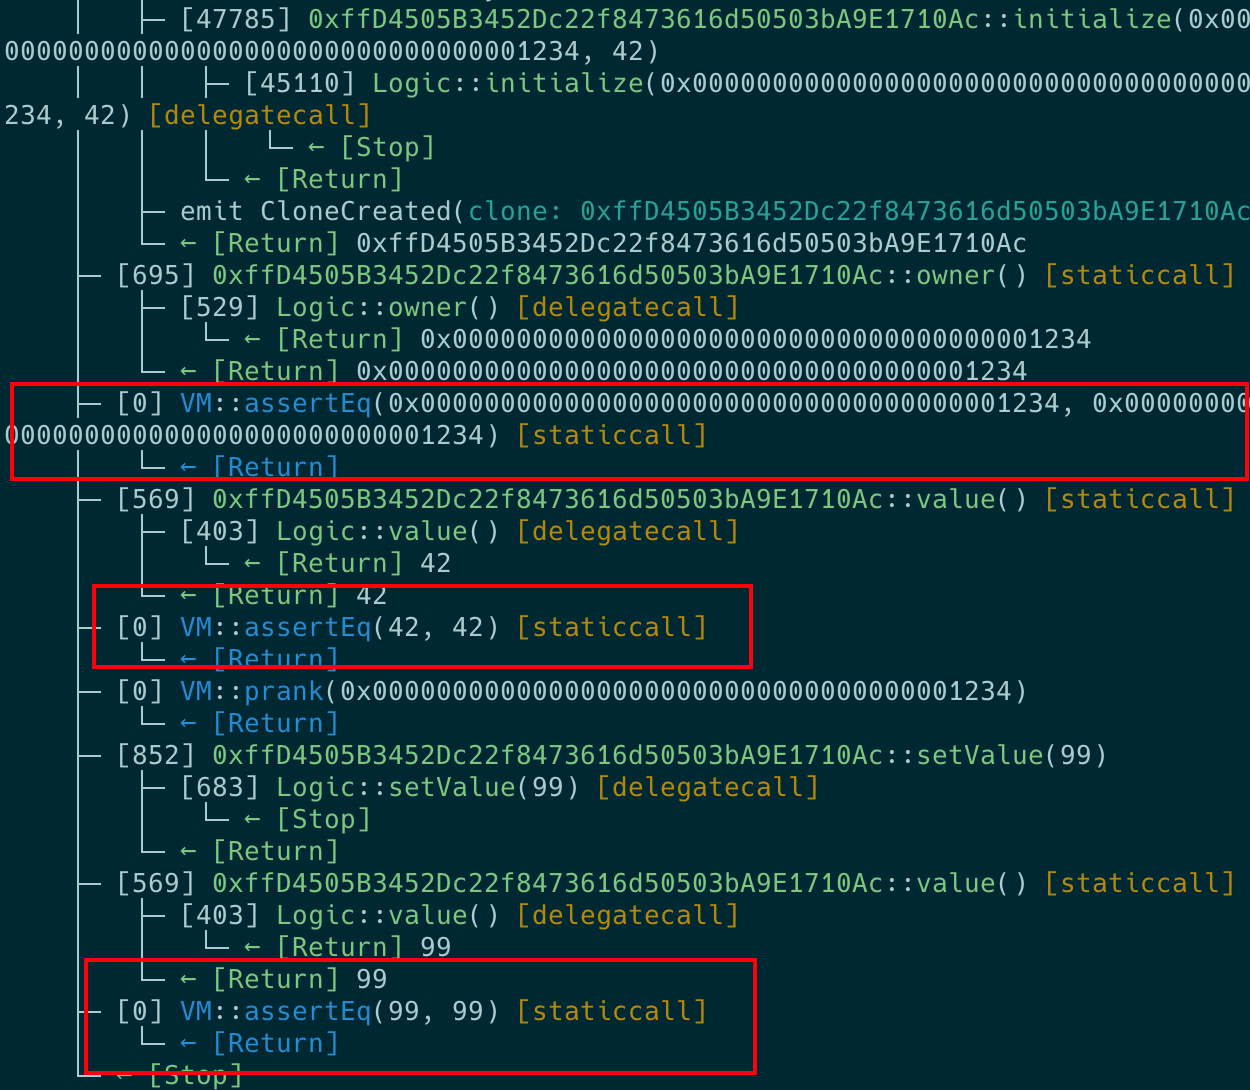 ├─ [47785] 0xffD4505B3452Dc22f8473616d50503bA9E1710Ac::initialize(0x00
00000000000000000000000000000000001234, 42)
├─ [45110] Logic::initialize(0x00000000000000000000000000000000000
234, 42) [delegatecall]
└─ ← [Stop]
└─ ← [Return]
├─ emit CloneCreated(clone: 0xffD4505B3452Dc22f8473616d50503bA9E1710Ac
└─ ← [Return] 0xffD4505B3452Dc22f8473616d50503bA9E1710Ac
├─ [695] 0xffD4505B3452Dc22f8473616d50503bA9E1710Ac::owner() [staticcall]
├─ [529] Logic::owner() [delegatecall]
└─ ← [Return] 0x0000000000000000000000000000000000001234
└─ ← [Return] 0x0000000000000000000000000000000000001234
├─ [0] VM::assertEq(0x0000000000000000000000000000000000001234, 0x00000000
00000000000000000000000000001234) [staticcall]
└─ ← [Return]
├─ [569] 0xffD4505B3452Dc22f8473616d50503bA9E1710Ac::value() [staticcall]
├─ [403] Logic::value() [delegatecall]
└─ ← [Return] 42
└─ ← [Return] 42
├─ [0] VM::assertEq(42, 42) [staticcall]
└─ ← [Return]
├─ [0] VM::prank(0x0000000000000000000000000000000000001234)
└─ ← [Return]
├─ [852] 0xffD4505B3452Dc22f8473616d50503bA9E1710Ac::setValue(99)
├─ [683] Logic::setValue(99) [delegatecall]
└─ ← [Stop]
└─ ← [Return]
├─ [569] 0xffD4505B3452Dc22f8473616d50503bA9E1710Ac::value() [staticcall]
├─ [403] Logic::value() [delegatecall]
└─ ← [Return] 99
└─ ← [Return] 99
├─ [0] VM::assertEq(99, 99) [staticcall]
└─ ← [Return]
└─ ← [Stop]